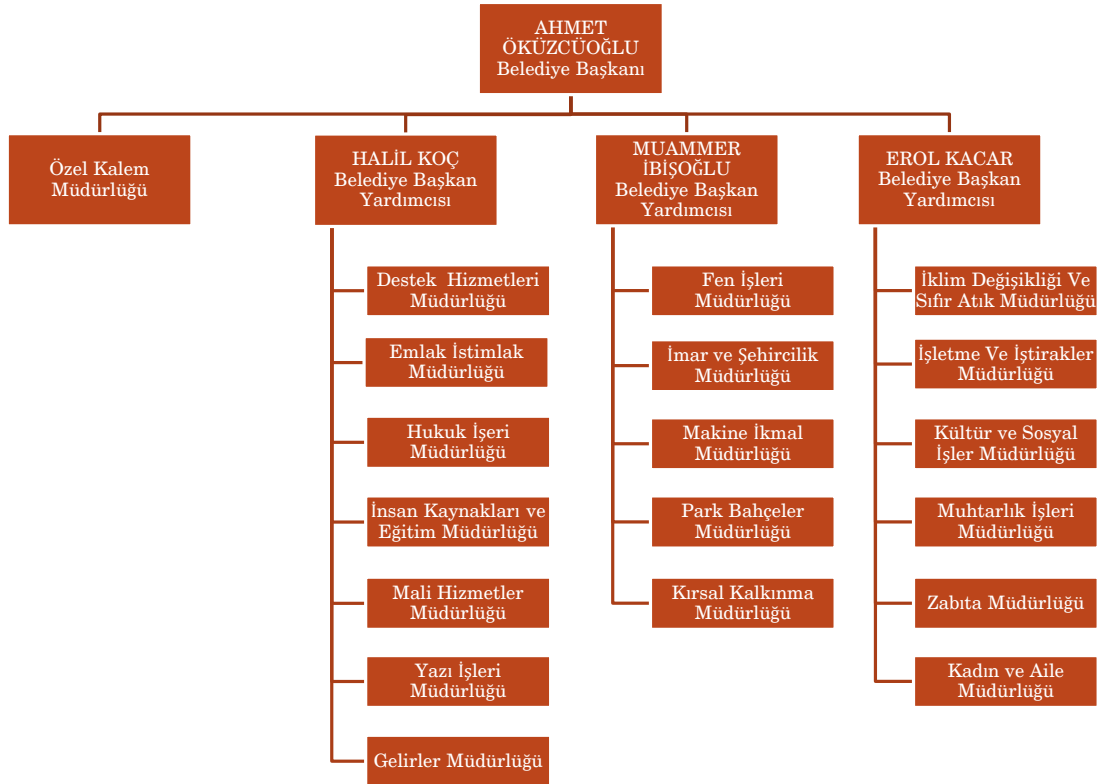 AHMET
ÖKÜZCÜOĞLU
Belediye Başkanı
Özel Kalem
Müdürlüğü
HALİL KOÇ
Belediye Başkan
Yardımcısı
Destek Hizmetleri
Müdürlüğü
Emlak İstimlak
Müdürlüğü
Hukuk İşeri
Müdürlüğü
İnsan Kaynakları ve
Eğitim Müdürlüğü
Mali Hizmetler
Müdürlüğü
Yazı İşleri
Müdürlüğü
Gelirler Müdürlüğü
MUAMMER
İBİŞOĞLU
Belediye Başkan
Yardımcısı
Fen İşleri
Müdürlüğü
İmar ve Şehircilik
Müdürlüğü
Makine İkmal
Müdürlüğü
Park Bahçeler
Müdürlüğü
Kırsal Kalkınma
Müdürlüğü
EROL KACAR
Belediye Başkan
Yardımcısı
İklim Değişikliği Ve
Sıfır Atık Müdürlüğü
İşletme Ve İştirakler
Müdürlüğü
Kültür ve Sosyal
İşler Müdürlüğü
Muhtarlık İşleri
Müdürlüğü
Zabıta Müdürlüğü
Kadın ve Aile
Müdürlüğü